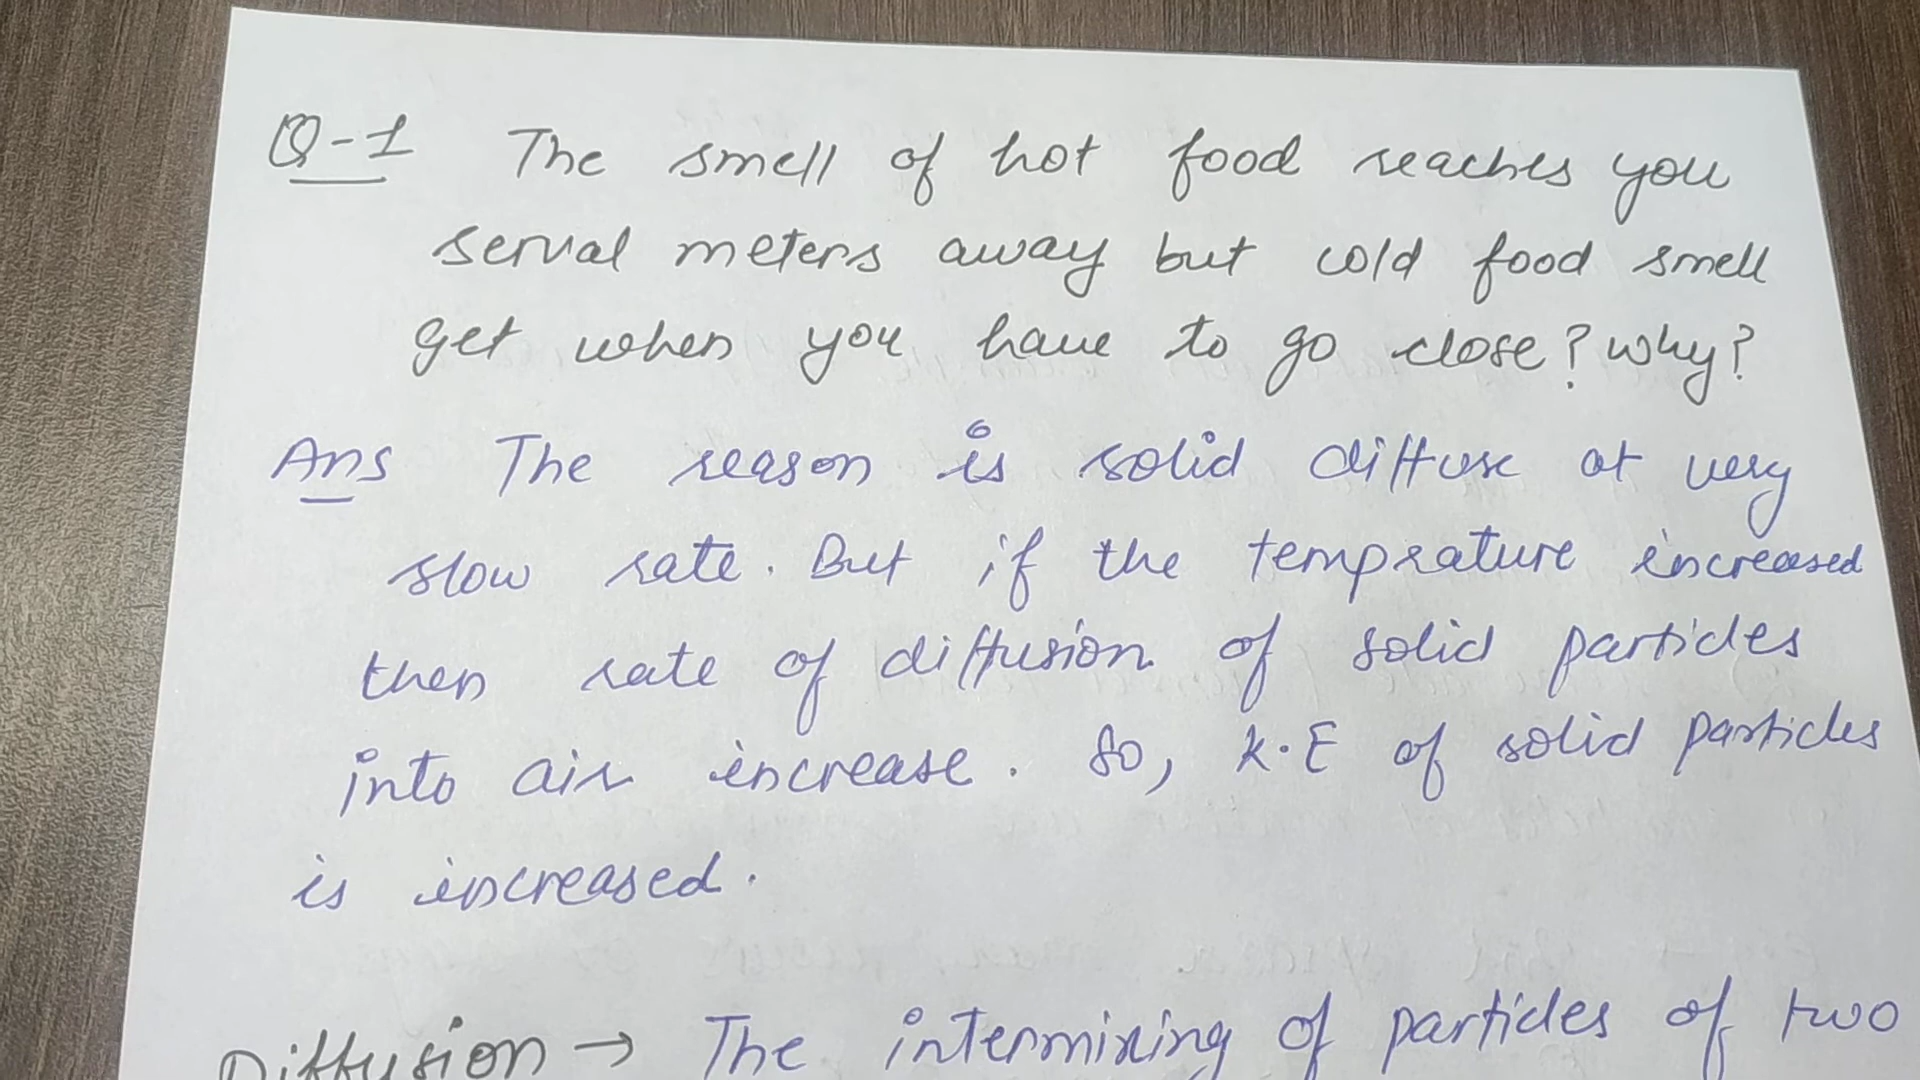 Q-1 The smell of hot food reaches you
serval meters away but cold food smell
get when you have to go close? why?
Ans The reason is solid diffuse at very
slow rate. But if the temprature increased
then rate of diffusion of solid particles
into air increase. So, K.E of solid particles
is increased.
Diffusion → The intermixing of particles of two